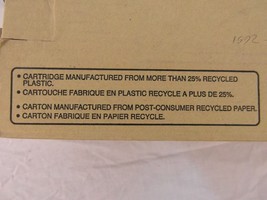 1592
• CARTRIDGE MANUFACTURED FROM MORE THAN 25% RECYCLED
PLASTIC.
• CARTOUCHE FABRIQUE EN PLASTIC RECYCLE A PLUS DE 25%.
• CARTON MANUFACTURED FROM POST-CONSUMER RECYCLED PAPER.
• CARTON FABRIQUE EN PAPIER RECYCLE.